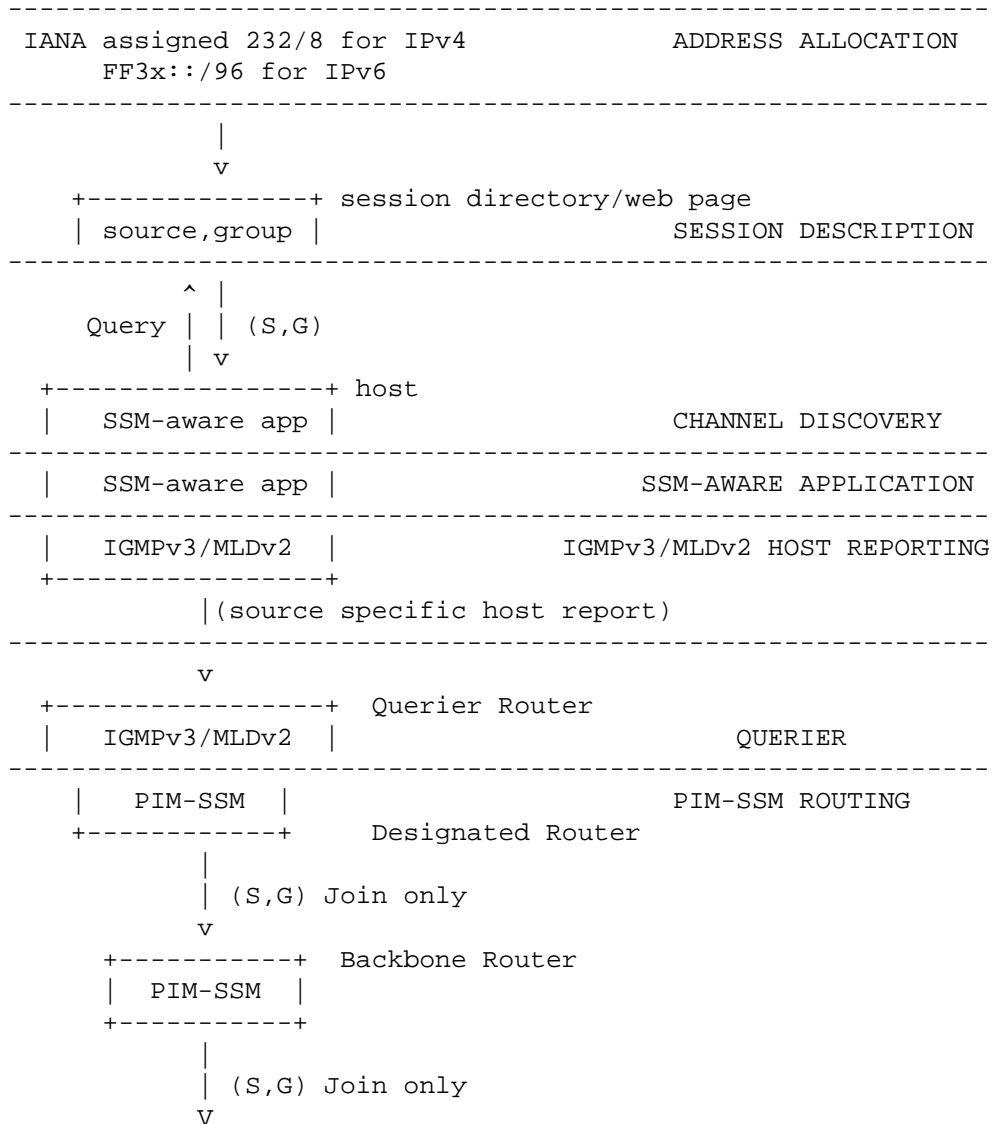 --------------------------------------------------------------
 IANA assigned 232/8 for IPv4             ADDRESS ALLOCATION
      FF3x::/96 for IPv6
--------------------------------------------------------------
              |
              v
     +--------------+ session directory/web page
     | source,group |                       SESSION DESCRIPTION
--------------------------------------------------------------
            ^ |
      Query | | (S,G)
            | v
   +-----------------+ host
   |   SSM-aware app |                      CHANNEL DISCOVERY
--------------------------------------------------------------
   |   SSM-aware app |                    SSM-AWARE APPLICATION
--------------------------------------------------------------
   |   IGMPv3/MLDv2  |               IGMPv3/MLDv2 HOST REPORTING
   +-----------------+
             |(source specific host report)
--------------------------------------------------------------
             v
   +-----------------+  Querier Router
   |   IGMPv3/MLDv2  |                         QUERIER
--------------------------------------------------------------
     |   PIM-SSM  |                         PIM-SSM ROUTING
     +------------+     Designated Router
             |
             | (S,G) Join only
             v
       +-----------+  Backbone Router
       |  PIM-SSM  |
       +-----------+
             |
             | (S,G) Join only
             V